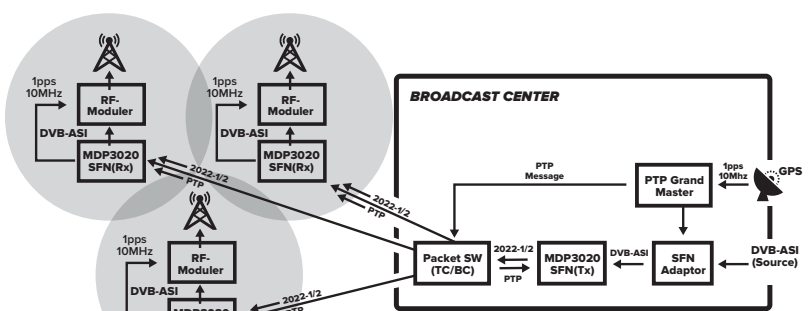 1pps
10MHz
RF-
Moduler
DVB-ASI
MDP3020
SFN(Rx)
1pps
10MHz
RF-
Moduler
DVB-ASI
MDP3020
SFN(Rx)
2022-1/2
PTP
2022-1/2
PTP
1pps
10MHz
RF-
Moduler
DVB-ASI
MDP3020
2022-1/2
PTP
BROADCAST CENTER
PTP
Message
PTP Grand
Master
1pps
10Mhz
GPS
Packet SW
(TC/BC)
2022-1/2
PTP
MDP3020
SFN(Tx)
DVB-ASI
SFN
Adaptor
DVB-ASI
(Source)